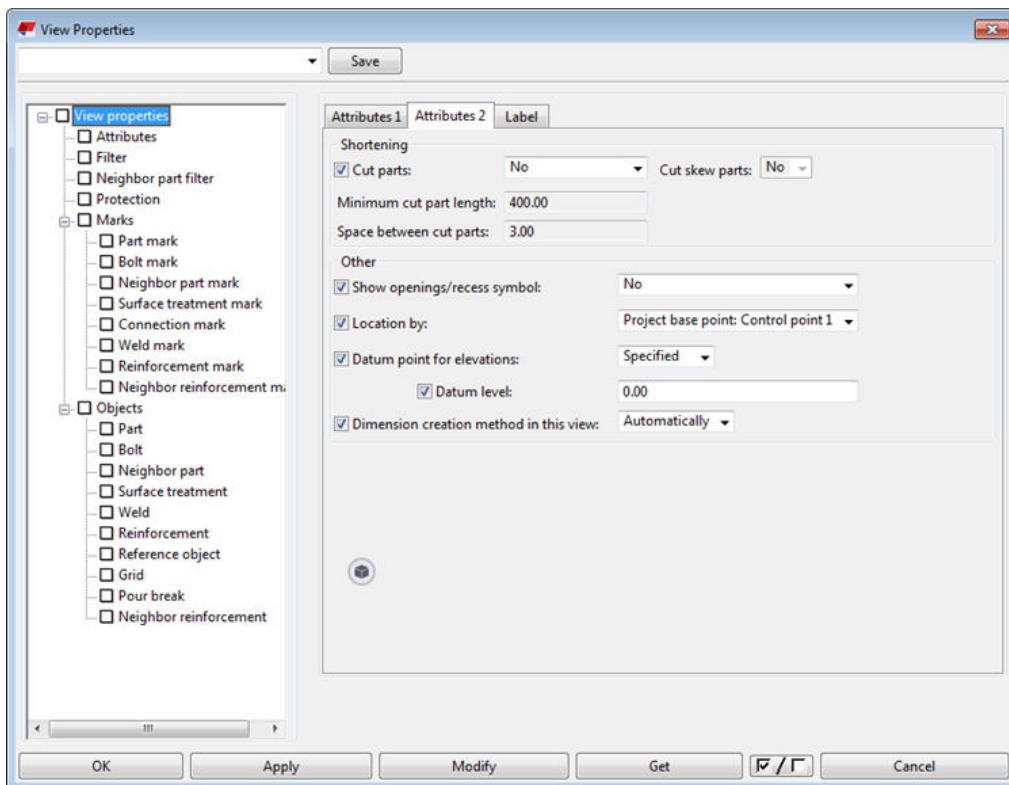 View Properties
Save
View properties
Attributes
Filter
Neighbor part filter
Protection
Marks
Part mark
Bolt mark
Neighbor part mark
Surface treatment mark
Connection mark
Weld mark
Reinforcement mark
Neighbor reinforcement ma
Objects
Part
Bolt
Neighbor part
Surface treatment
Weld
Reinforcement
Reference object
Grid
Pour break
Neighbor reinforcement
Attributes 1 Attributes 2 Label
Shortening
Cut parts: No Cut skew parts: No
Minimum cut part length: 400.00
Space between cut parts: 3.00
Other
Show openings/recess symbol: No
Location by: Project base point: Control point 1
Datum point for elevations: Specified
Datum level: 0.00
Dimension creation method in this view: Automatically
OK Apply Modify Get / Cancel